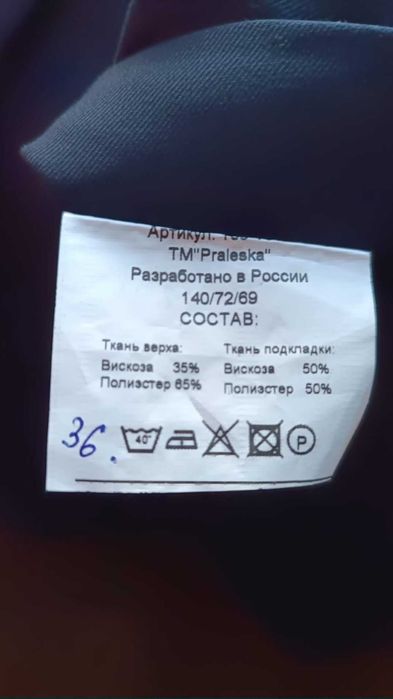 Артикул:
ТМ"Praleska"
Разработано в России
140/72/69
СОСТАВ:
Ткань верха: Ткань подкладки:
Вискоза 35% Вискоза 50%
Полиэстер 65% Полиэстер 50%
36.
40°
P